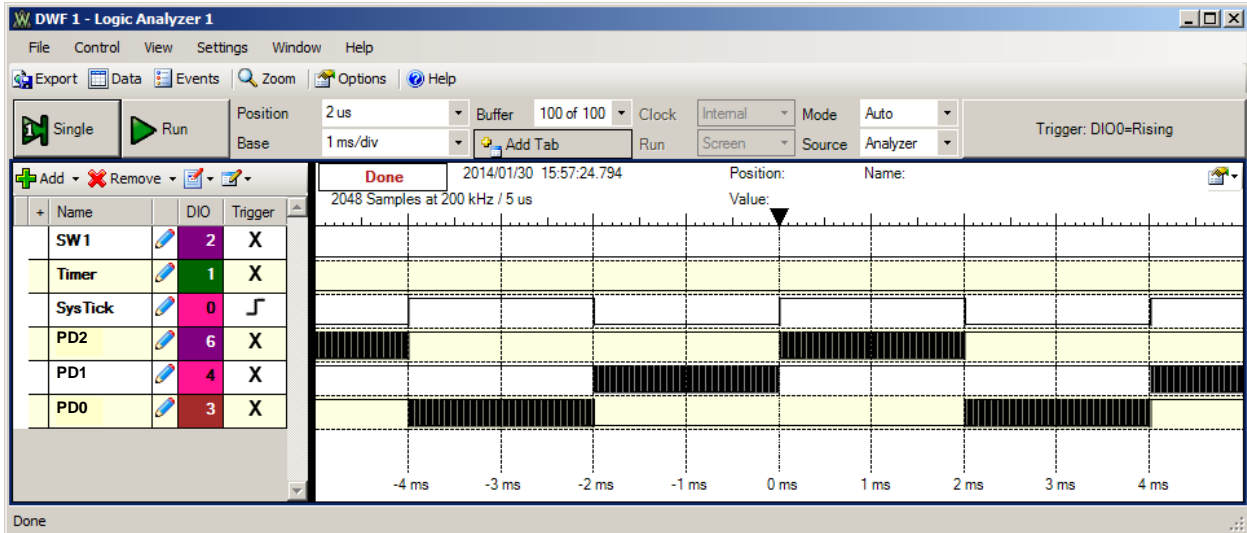 DWF 1 - Logic Analyzer 1
File Control View Settings Window Help
Export Data Events Zoom Options Help
Single Run Position 2 us Buffer 100 of 100 Clock Internal Mode Auto Trigger: DIO0=Rising
Base 1 ms/div Add Tab Run Screen Source Analyzer
Add Remove Done 2014/01/30 15:57:24.794 Position: Name:
2048 Samples at 200 kHz / 5 us Value:
+ Name DIO Trigger
SW1 2 X
Timer 1 X
SysTick 0
PD2 6 X
PD1 4 X
PD0 3 X
-4 ms -3 ms -2 ms -1 ms 0 ms 1 ms 2 ms 3 ms 4 ms
Done